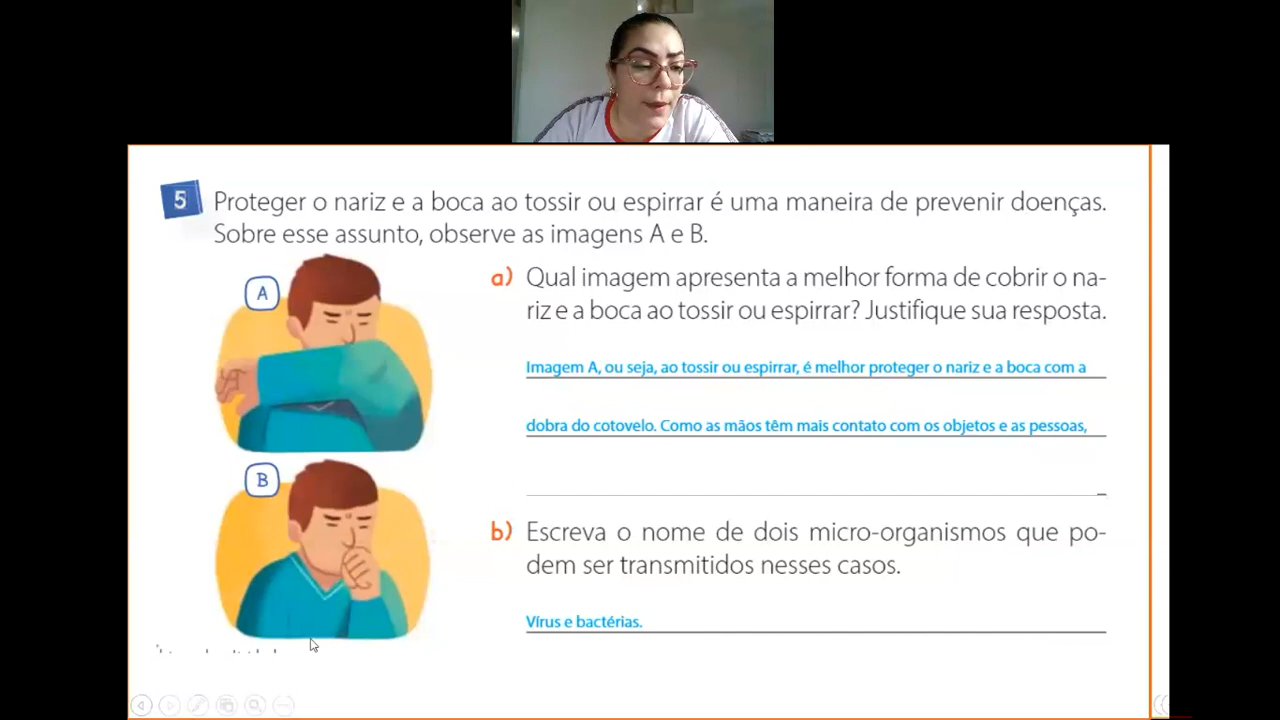 5 Proteger o nariz e a boca ao tossir ou espirrar é uma maneira de prevenir doenças.
Sobre esse assunto, observe as imagens A e B.
A
B
a) Qual imagem apresenta a melhor forma de cobrir o na-
riz e a boca ao tossir ou espirrar? Justifique sua resposta.
Imagem A, ou seja, ao tossir ou espirrar, é melhor proteger o nariz e a boca com a
dobra do cotovelo. Como as mãos têm mais contato com os objetos e as pessoas,
b) Escreva o nome de dois micro-organismos que po-
dem ser transmitidos nesses casos.
Vírus e bactérias.